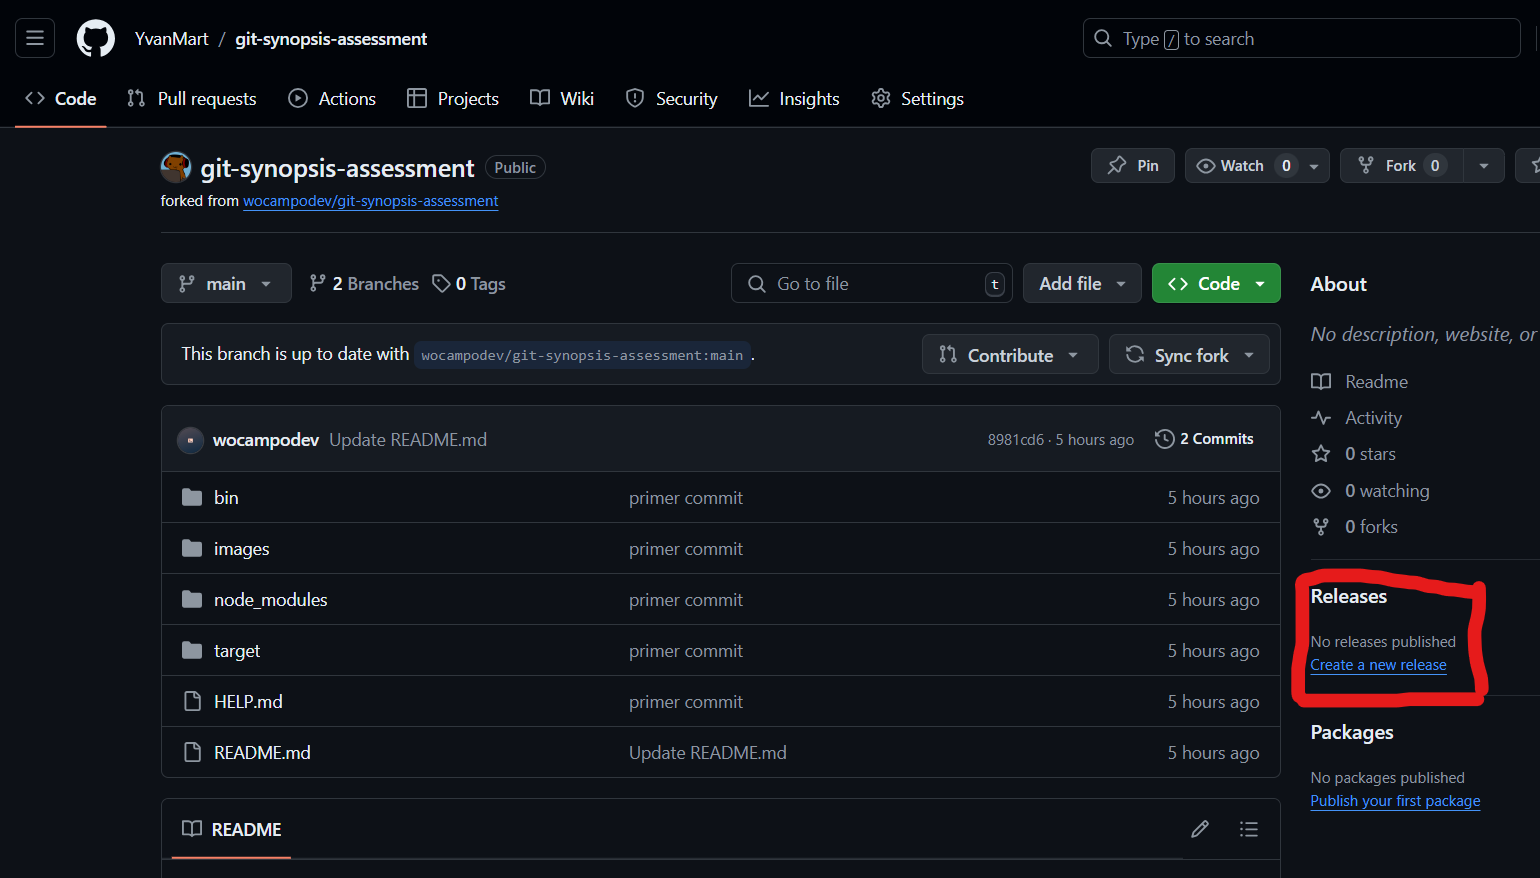 YvanMart / git-synopsis-assessment
Type / to search
Code Pull requests Actions Projects Wiki Security Insights Settings
git-synopsis-assessment Public
Pin Watch 0 Fork 0
forked from wocampodev/git-synopsis-assessment
main 2 Branches 0 Tags Go to file t Add file Code
About
No description, website, or
This branch is up to date with wocampodev/git-synopsis-assessment:main .
Contribute Sync fork
Readme
Activity
0 stars
0 watching
0 forks
wocampodev Update README.md 8981cd6 · 5 hours ago 2 Commits
bin primer commit 5 hours ago
images primer commit 5 hours ago
node_modules primer commit 5 hours ago
target primer commit 5 hours ago
HELP.md primer commit 5 hours ago
README.md Update README.md 5 hours ago
Releases
No releases published
Create a new release
Packages
No packages published
Publish your first package
README